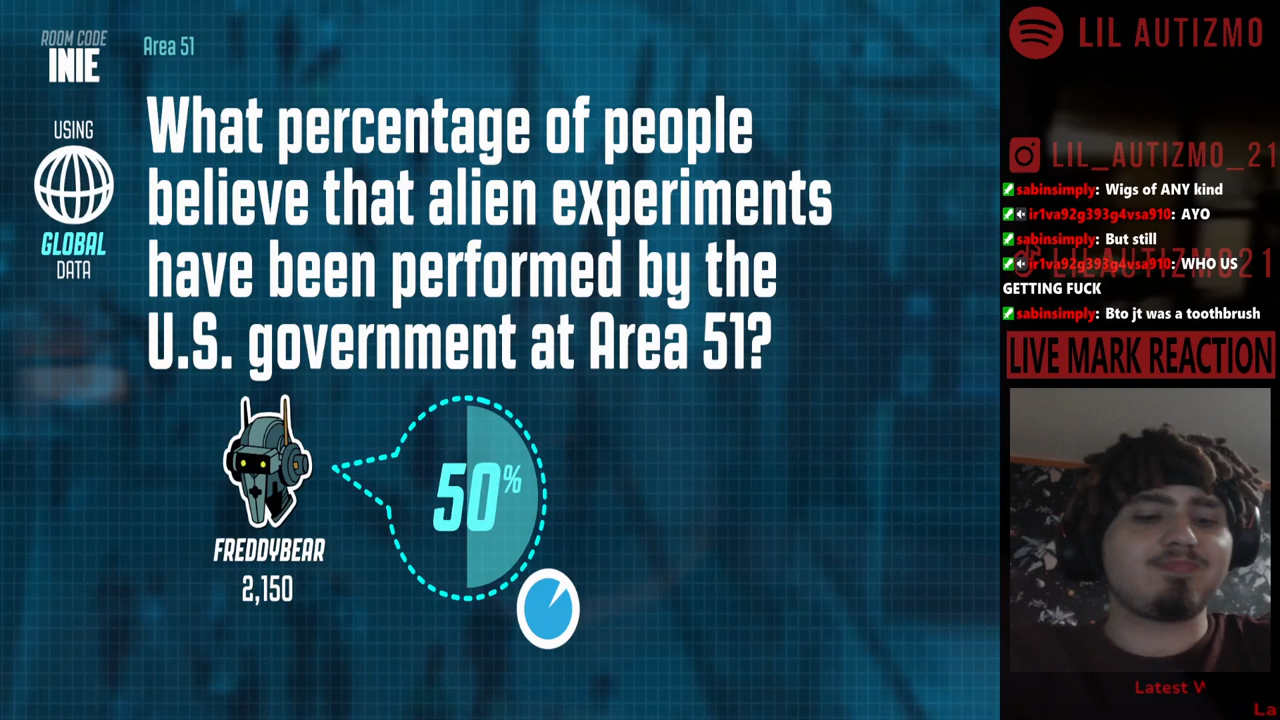 ROOM CODE
INIE
Area 51
USING
GLOBAL
DATA
What percentage of people
believe that alien experiments
have been performed by the
U.S. government at Area 51?
50%
FREDDYBEAR
2,150
LIL AUTIZMO
LIL_AUTIZMO_21
sabinsimply: Wigs of ANY kind
ir1va92g393g4vsa910: AYO
sabinsimply: But still
ir1va92g393g4vsa910: WHO US
GETTING FUCK
sabinsimply: Bto jt was a toothbrush
LIVE MARK REACTION
Latest
La